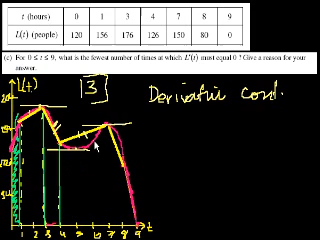 t (hours) 0 1 3 4 7 8 9
L(t) (people) 120 156 176 126 150 80 0
(c) For 0 ≤ t ≤ 9, what is the fewest number of times at which L′(t) must equal 0 ? Give a reason for your
answer.
L(t)
3
Derivative cont.
1 2 3 4 5 6 7 8 9 t